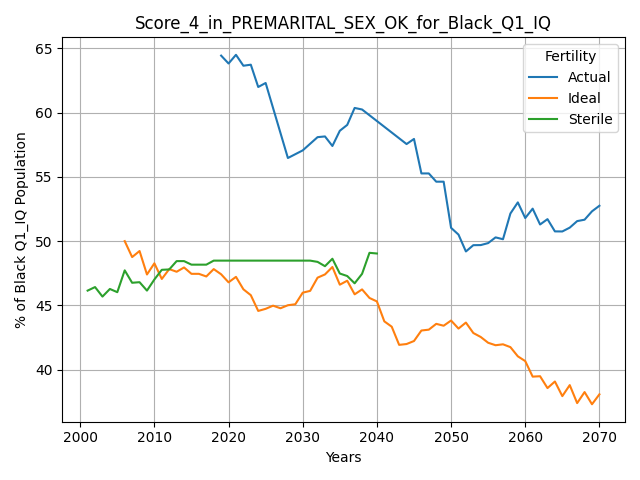 Score_4_in_PREMARITAL_SEX_OK_for_Black_Q1_IQ
Fertility
Actual
Ideal
Sterile
65
60
55
50
45
40
% of Black Q1_IQ Population
2000 2010 2020 2030 2040 2050 2060 2070
Years